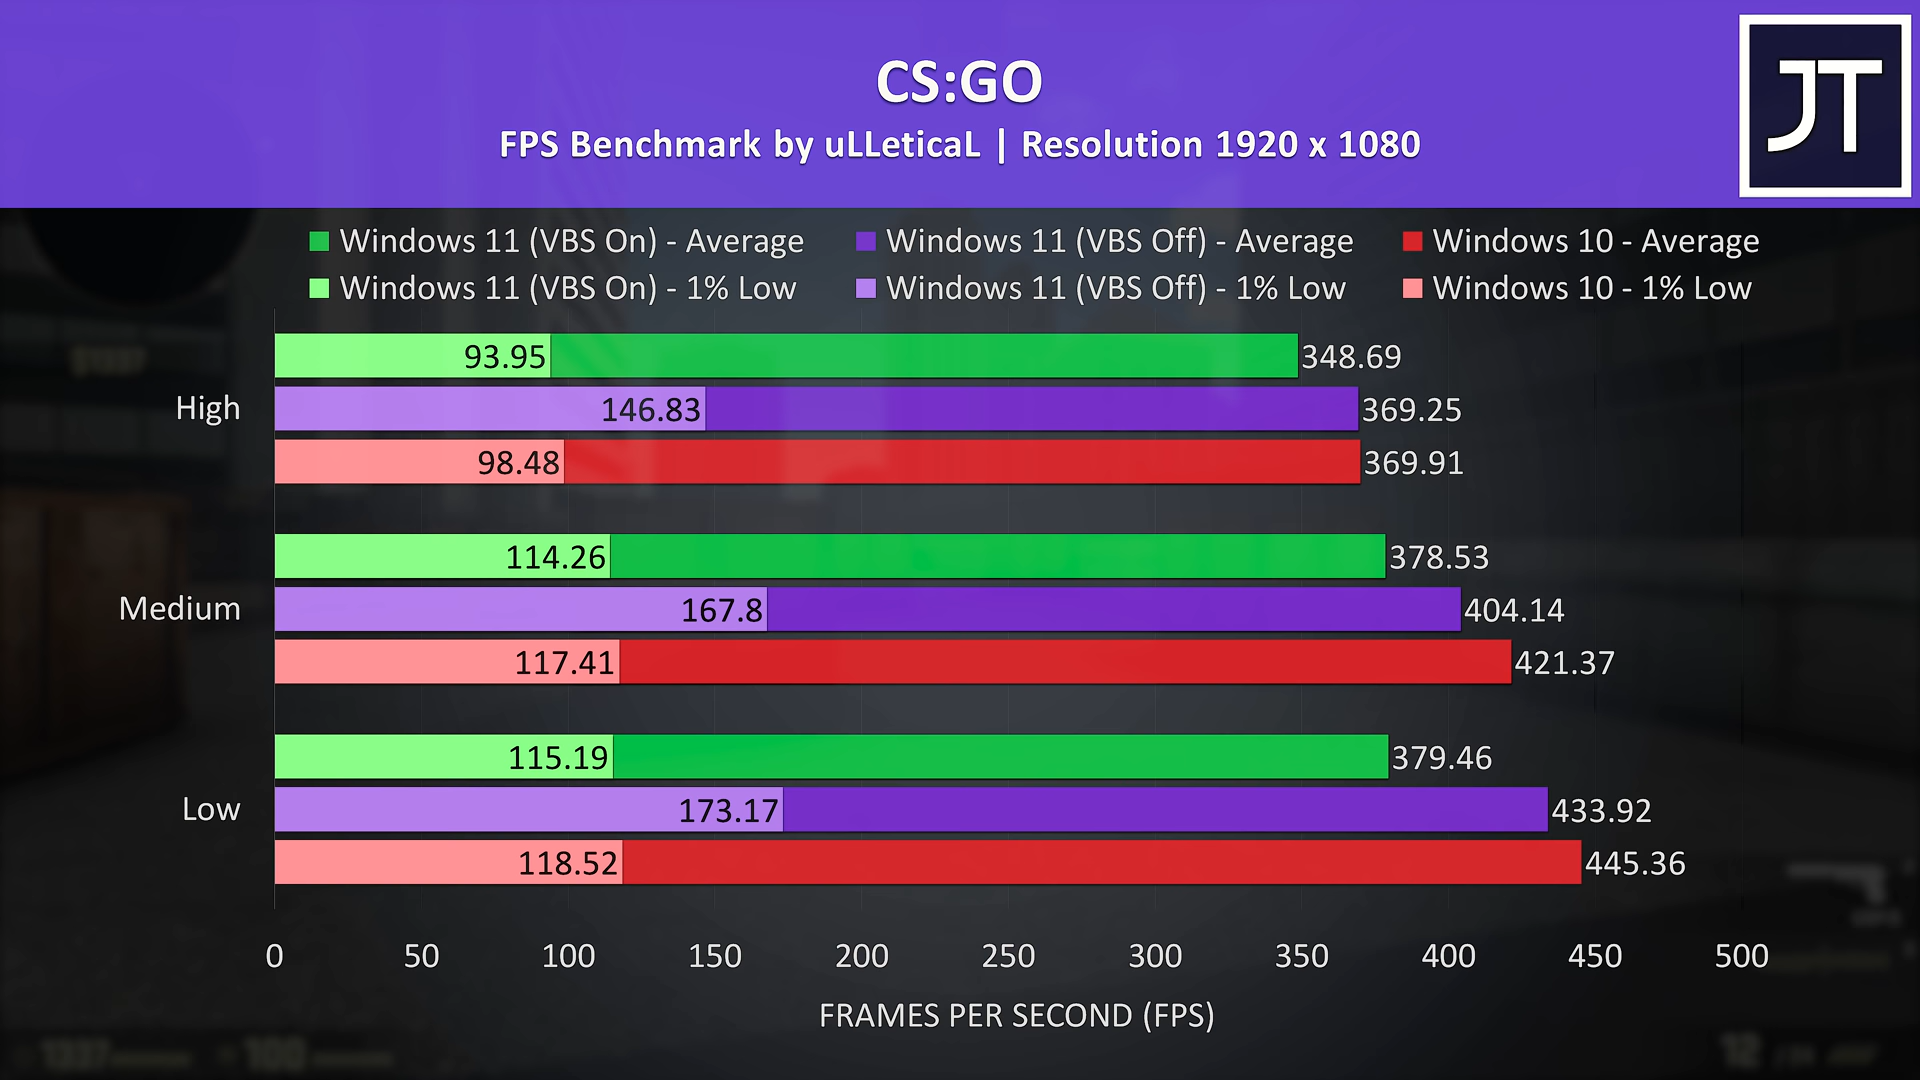 CS:GO
JT
FPS Benchmark by uLLeticaL | Resolution 1920 x 1080
Windows 11 (VBS On) - Average
Windows 11 (VBS Off) - Average
Windows 10 - Average
Windows 11 (VBS On) - 1% Low
Windows 11 (VBS Off) - 1% Low
Windows 10 - 1% Low
High
93.95
348.69
146.83
369.25
98.48
369.91
Medium
114.26
378.53
167.8
404.14
117.41
421.37
Low
115.19
379.46
173.17
433.92
118.52
445.36
0 50 100 150 200 250 300 350 400 450 500
FRAMES PER SECOND (FPS)
1337
100
12